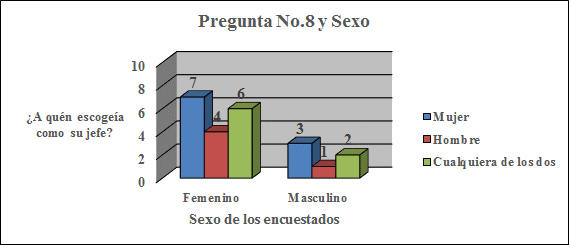 Pregunta No.8 y Sexo
10
8
6
4
2
0
¿A quén escogeía
como su jefe?
7
4
6
3
1
2
Femenino
Masculino
Sexo de los encuestados
Mujer
Hombre
Cualquiera de los dos